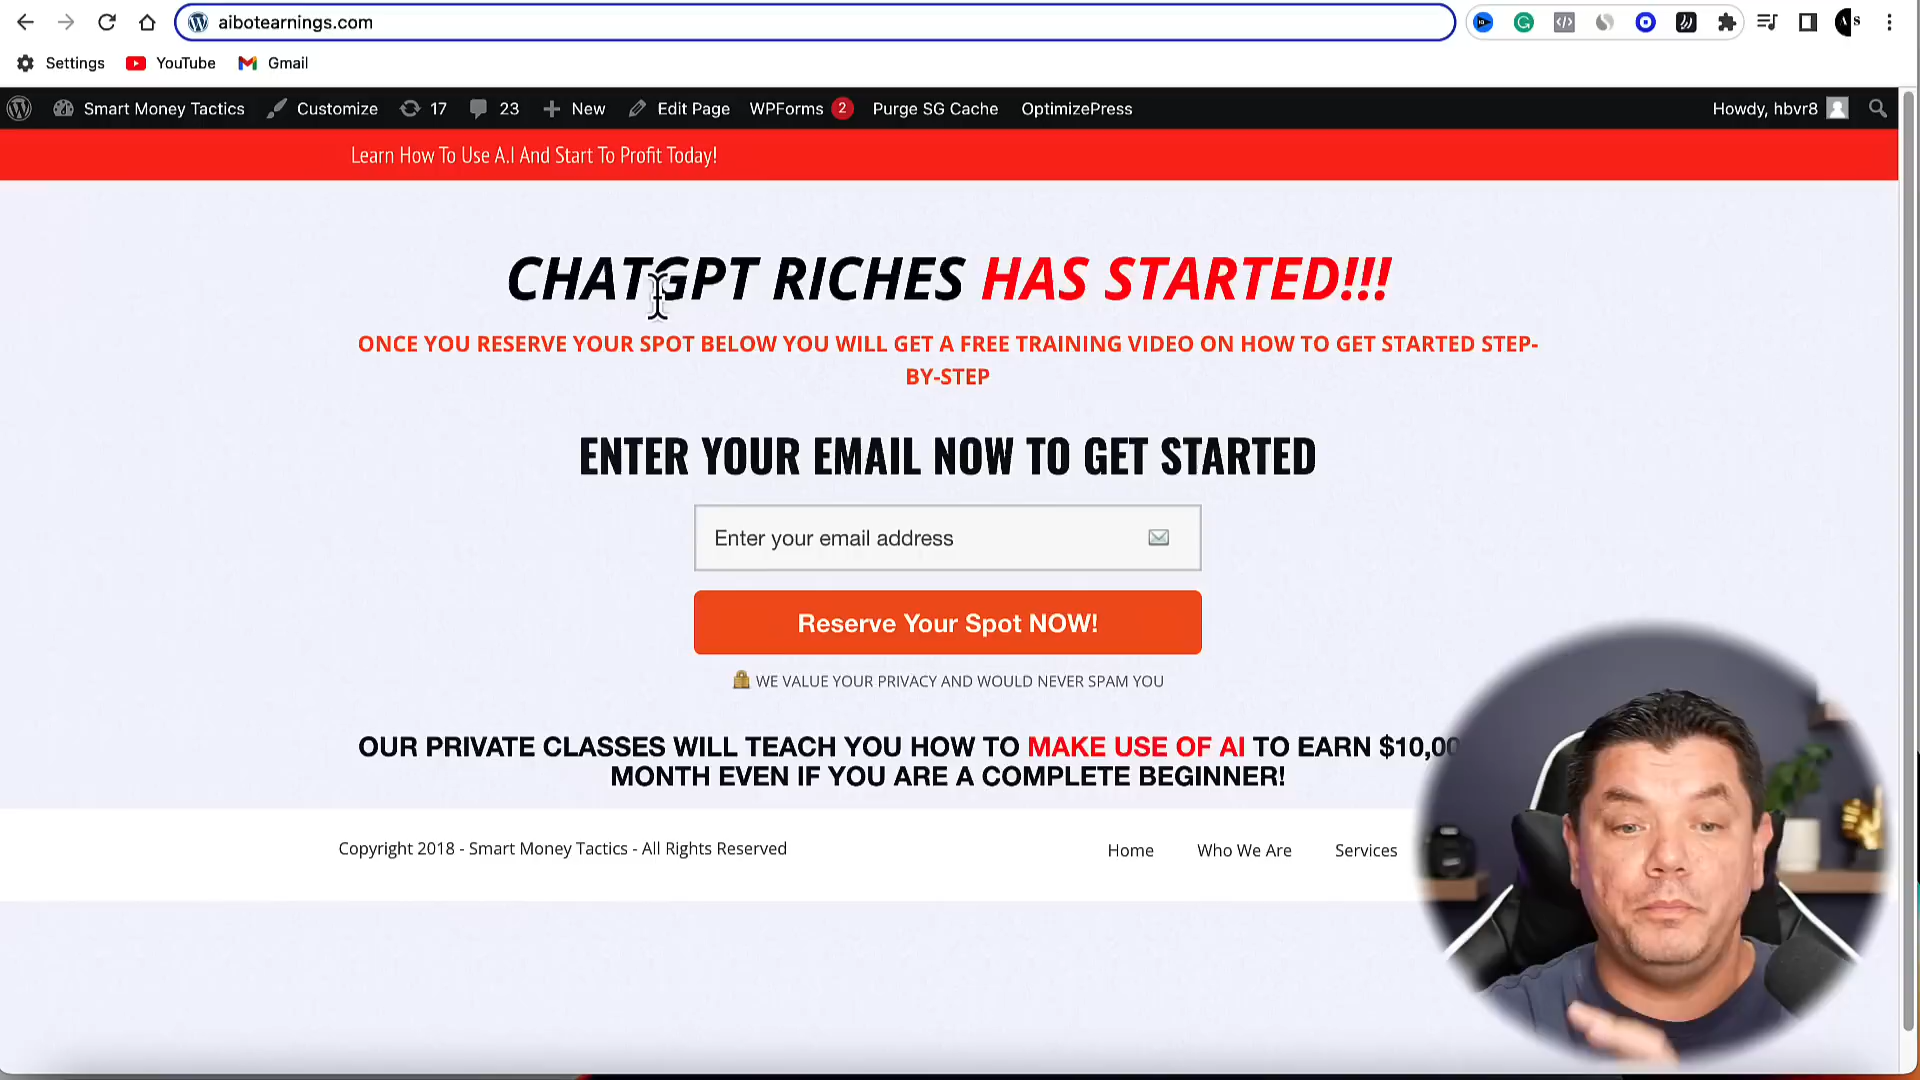 aibotearnings.com
Settings YouTube Gmail
Smart Money Tactics Customize 17 23 New Edit Page WPForms 2 Purge SG Cache OptimizePress Howdy, hbvr8
Learn How To Use A.I And Start To Profit Today!
CHATGPT RICHES HAS STARTED!!!
ONCE YOU RESERVE YOUR SPOT BELOW YOU WILL GET A FREE TRAINING VIDEO ON HOW TO GET STARTED STEP-
BY-STEP
ENTER YOUR EMAIL NOW TO GET STARTED
Enter your email address
Reserve Your Spot NOW!
WE VALUE YOUR PRIVACY AND WOULD NEVER SPAM YOU
OUR PRIVATE CLASSES WILL TEACH YOU HOW TO MAKE USE OF AI TO EARN $10,00
MONTH EVEN IF YOU ARE A COMPLETE BEGINNER!
Copyright 2018 - Smart Money Tactics - All Rights Reserved Home Who We Are Services